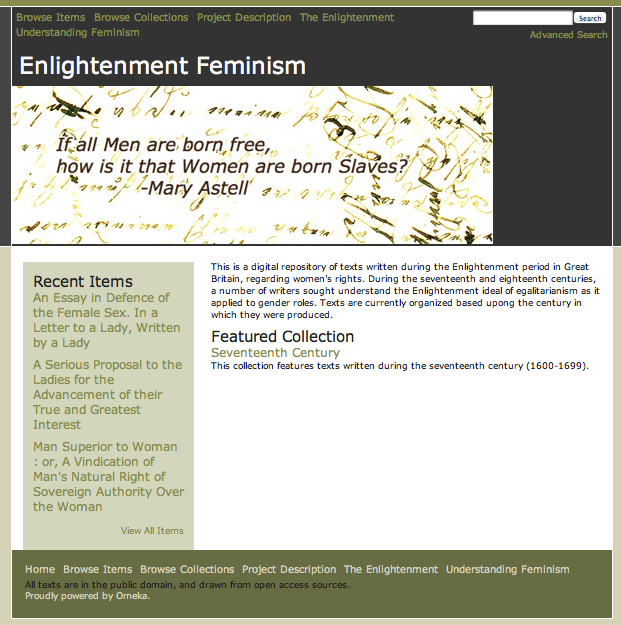 Browse Items Browse Collections Project Description The Enlightenment
Understanding Feminism
Search
Advanced Search
Enlightenment Feminism
If all Men are born free,
how is it that Women are born Slaves?
-Mary Astell
Recent Items
An Essay in Defence of
the Female Sex. In a
Letter to a Lady, Written
by a Lady
A Serious Proposal to the
Ladies for the
Advancement of their
True and Greatest
Interest
Man Superior to Woman
: or, A Vindication of
Man's Natural Right of
Sovereign Authority Over
the Woman
View All Items
This is a digital repository of texts written during the Enlightenment period in Great
Britain, regarding women's rights. During the seventeenth and eighteenth centuries,
a number of writers sought understand the Enlightenment ideal of egalitarianism as it
applied to gender roles. Texts are currently organized based upong the century in
which they were produced.
Featured Collection
Seventeenth Century
This collection features texts written during the seventeenth century (1600-1699).
Home Browse Items Browse Collections Project Description The Enlightenment Understanding Feminism
All texts are in the public domain, and drawn from open access sources.
Proudly powered by Omeka.